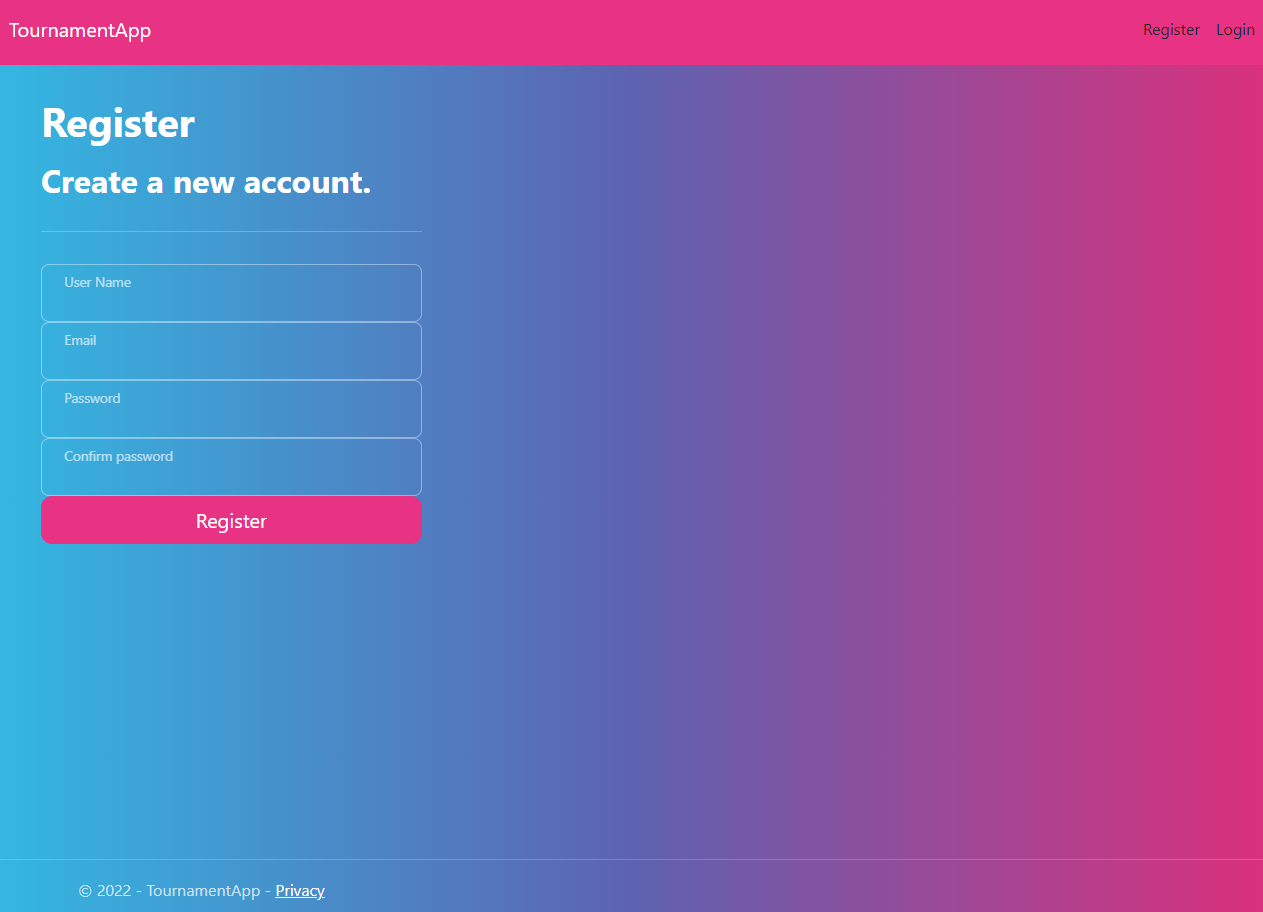 TournamentApp
Register Login
Register
Create a new account.
User Name
Email
Password
Confirm password
Register
© 2022 - TournamentApp - Privacy